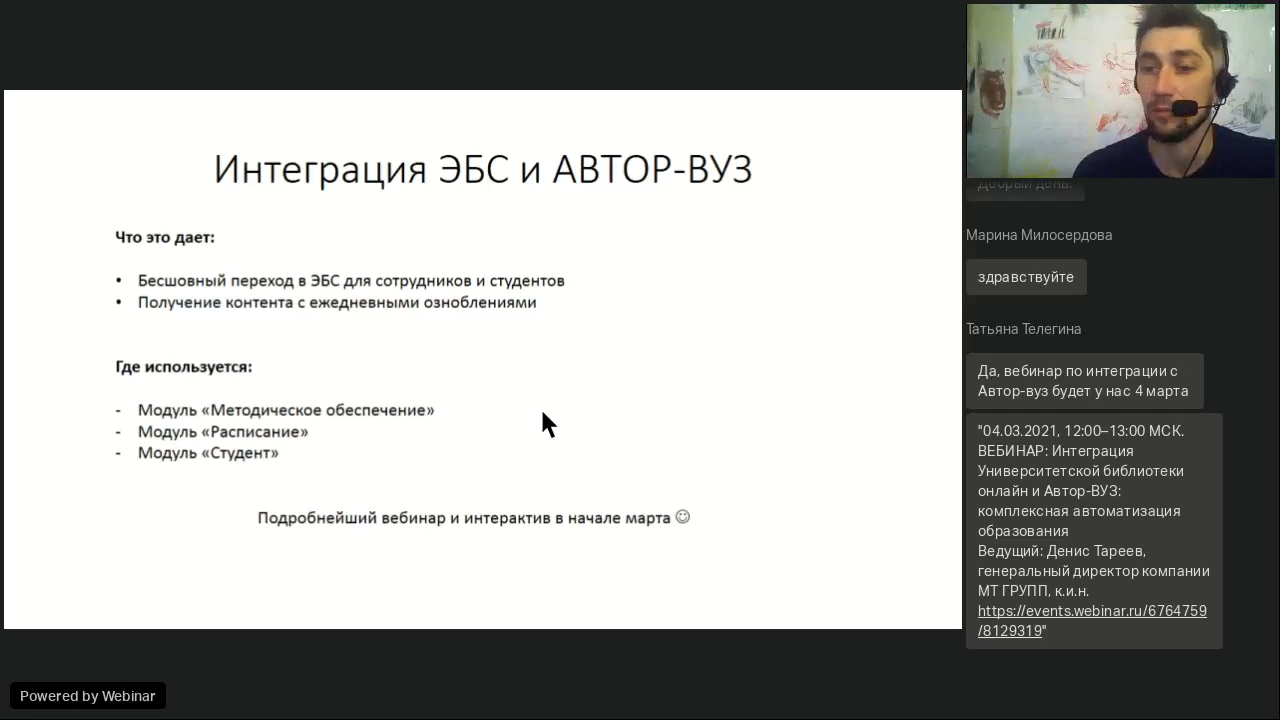 Интеграция ЭБС и АВТОР-ВУЗ
Что это дает:
• Бесшовный переход в ЭБС для сотрудников и студентов
• Получение контента с ежедневными озноблениями
Где используется:
- Модуль «Методическое обеспечение»
- Модуль «Расписание»
- Модуль «Студент»
Подробнейший вебинар и интерактив в начале марта ☺
Добрый день.
Марина Милосердова
здравствуйте
Татьяна Телегина
Да, вебинар по интеграции с
Автор-вуз будет у нас 4 марта
"04.03.2021, 12:00–13:00 МСК.
ВЕБИНАР: Интеграция
Университетской библиотеки
онлайн и Автор-ВУЗ:
комплексная автоматизация
образования
Ведущий: Денис Тареев,
генеральный директор компании
МТ ГРУПП, к.и.н.
https://events.webinar.ru/6764759
/8129319"
Powered by Webinar